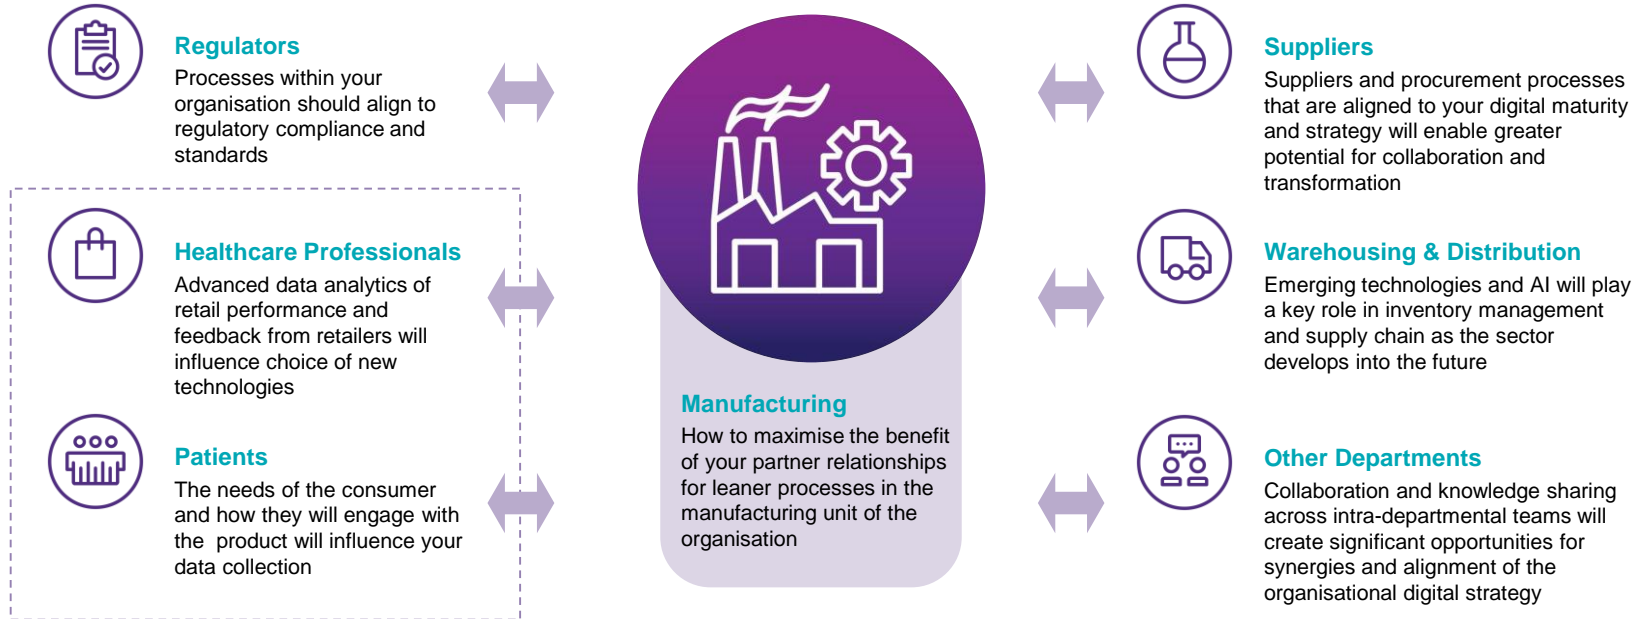 Regulators
Processes within your
organisation should align to
regulatory compliance and
standards
Healthcare Professionals
Advanced data analytics of
retail performance and
feedback from retailers will
influence choice of new
technologies
Patients
The needs of the consumer
and how they will engage with
the  product will influence your
data collection
Manufacturing
How to maximise the benefit
of your partner relationships
for leaner processes in the
manufacturing unit of the
organisation
Suppliers
Suppliers and procurement processes
that are aligned to your digital maturity
and strategy will enable greater
potential for collaboration and
transformation
Warehousing & Distribution
Emerging technologies and AI will play
a key role in inventory management
and supply chain as the sector
develops into the future
Other Departments
Collaboration and knowledge sharing
across intra-departmental teams will
create significant opportunities for
synergies and alignment of the
organisational digital strategy